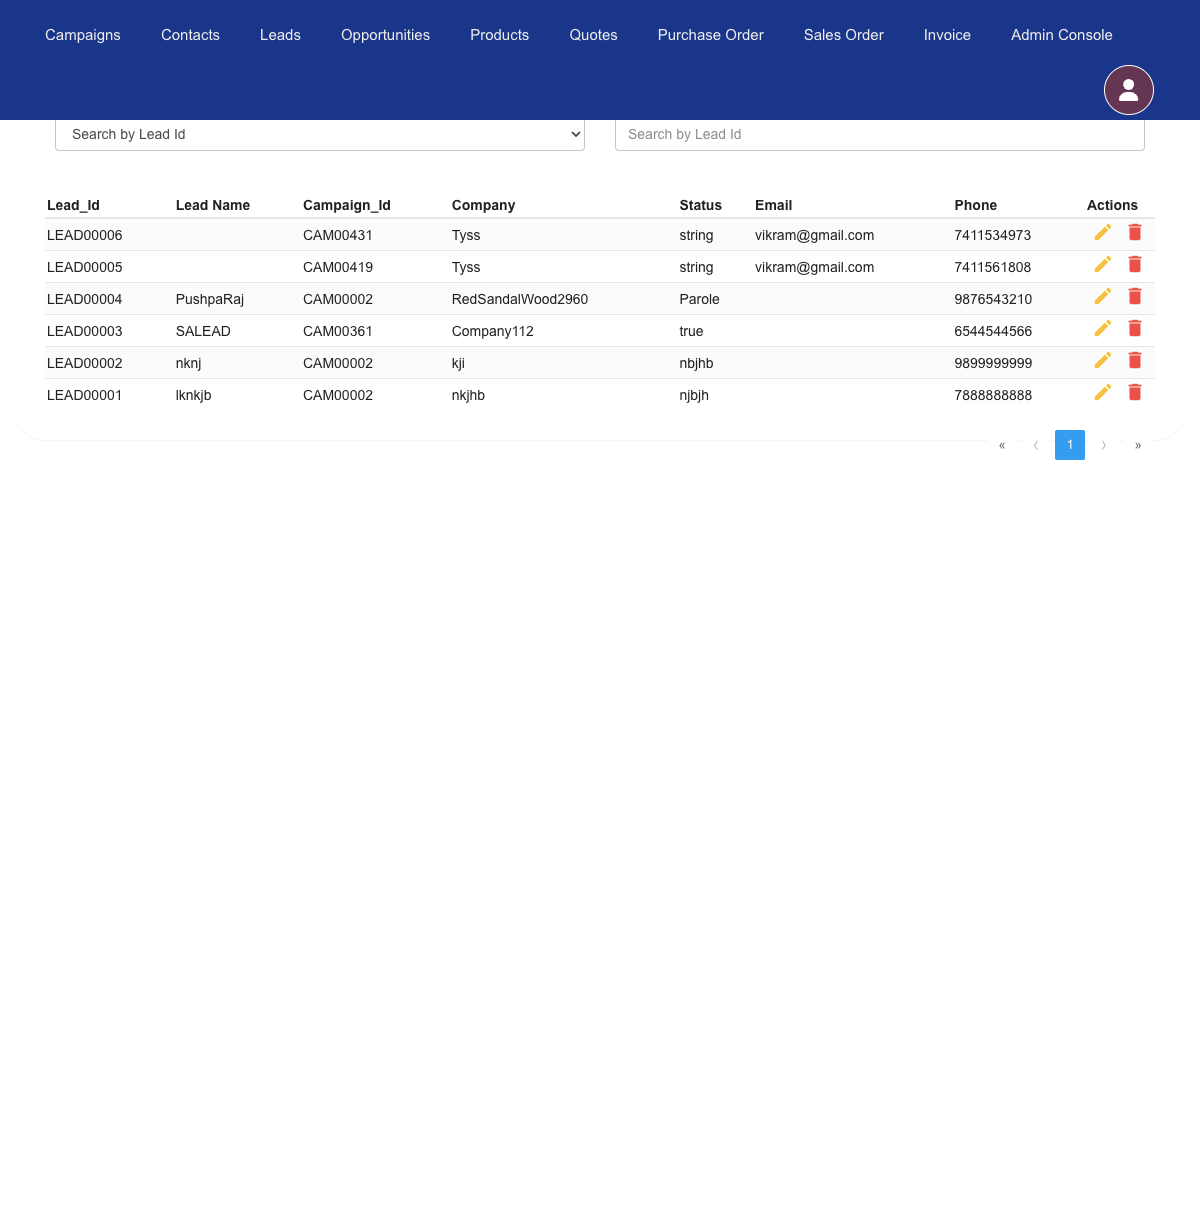 Campaigns Contacts Leads Opportunities Products Quotes Purchase Order Sales Order Invoice Admin Console
Search by Lead Id Search by Lead Id
Lead_Id Lead Name Campaign_Id Company Status Email Phone Actions
LEAD00006 CAM00431 Tyss string vikram@gmail.com 7411534973
LEAD00005 CAM00419 Tyss string vikram@gmail.com 7411561808
LEAD00004 PushpaRaj CAM00002 RedSandalWood2960 Parole 9876543210
LEAD00003 SALEAD CAM00361 Company112 true 6544544566
LEAD00002 nknj CAM00002 kji nbjhb 9899999999
LEAD00001 lknkjb CAM00002 nkjhb njbjh 7888888888
« 〈 1 〉 »